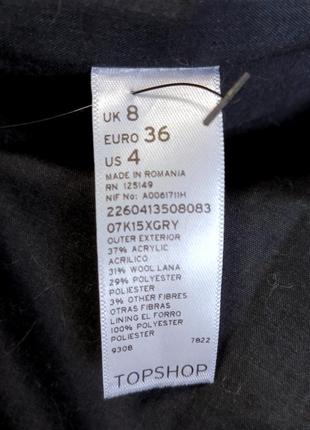 UK 8
EURO 36
US 4
MADE IN ROMANIA
RN 125149
NIF No: A0061711H
2260413508083
07K15XGRY
OUTER EXTERIOR
37% ACRYLIC
ACRILICO
31% WOOL LANA
29% POLYESTER
POLIESTER
3% OTHER FIBRES
OTRAS FIBRAS
LINING EL FORRO
100% POLYESTER
POLIESTER
9308 7822
TOPSHOP